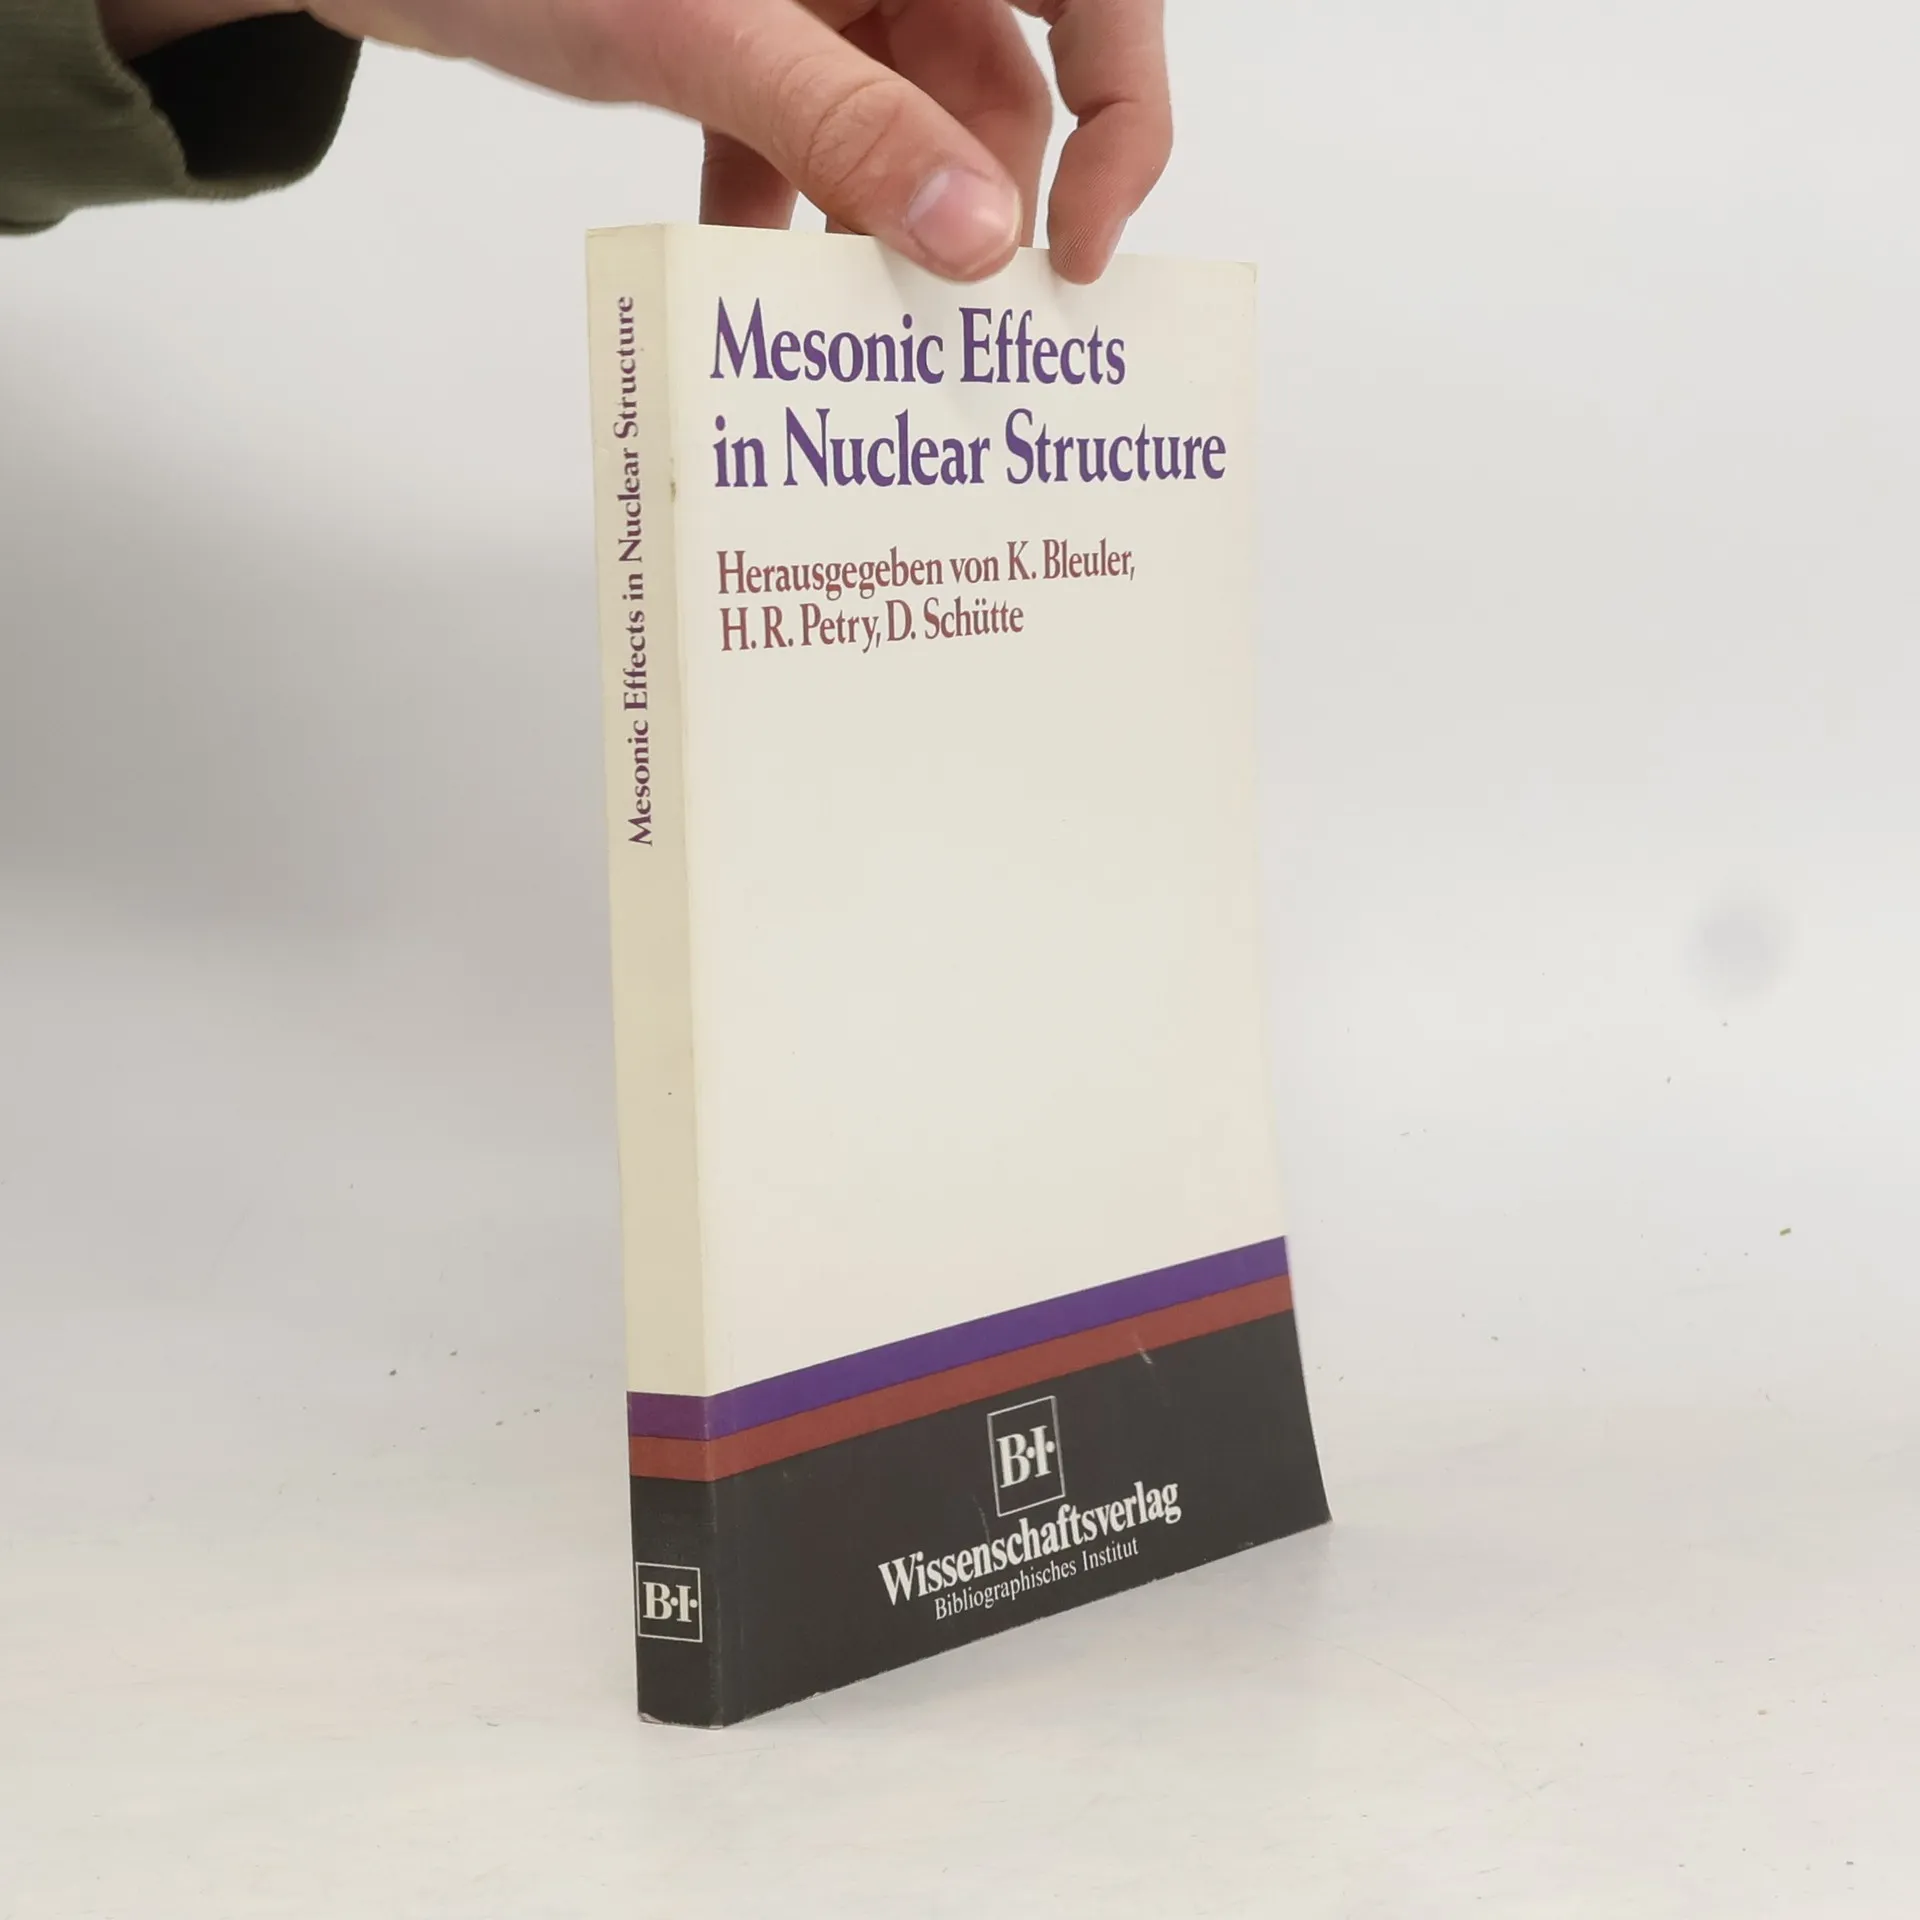 Mesonic Effects in Nuclear Structure
B·I·
Mesonic Effects
in Nuclear Structure
Herausgegeben von K. Bleuler,
H. R. Petry, D. Schütte
B·I·
Wissenschaftsverlag
Bibliographisches Institut